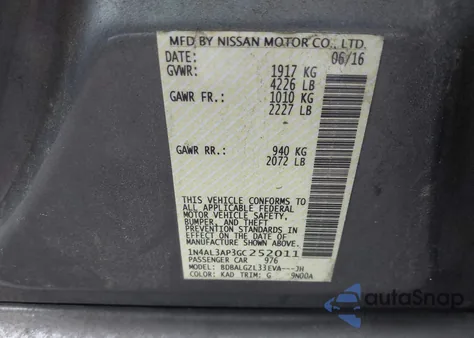 MFD BY NISSAN MOTOR CO., LTD.
DATE: 06/16
GVWR: 1917 KG
4226 LB
GAWR FR.: 1010 KG
2227 LB
GAWR RR.: 940 KG
2072 LB
THIS VEHICLE CONFORMS TO
ALL APPLICABLE FEDERAL
MOTOR VEHICLE SAFETY,
BUMPER, AND THEFT
PREVENTION STANDARDS IN
EFFECT ON THE DATE OF
MANUFACTURE SHOWN ABOVE.
1N4AL3AP3GC252011
PASSENGER CAR 976
MODEL: BDBALGZL33EVA---JH
COLOR: KAD TRIM: G 9N00A
autoSnap